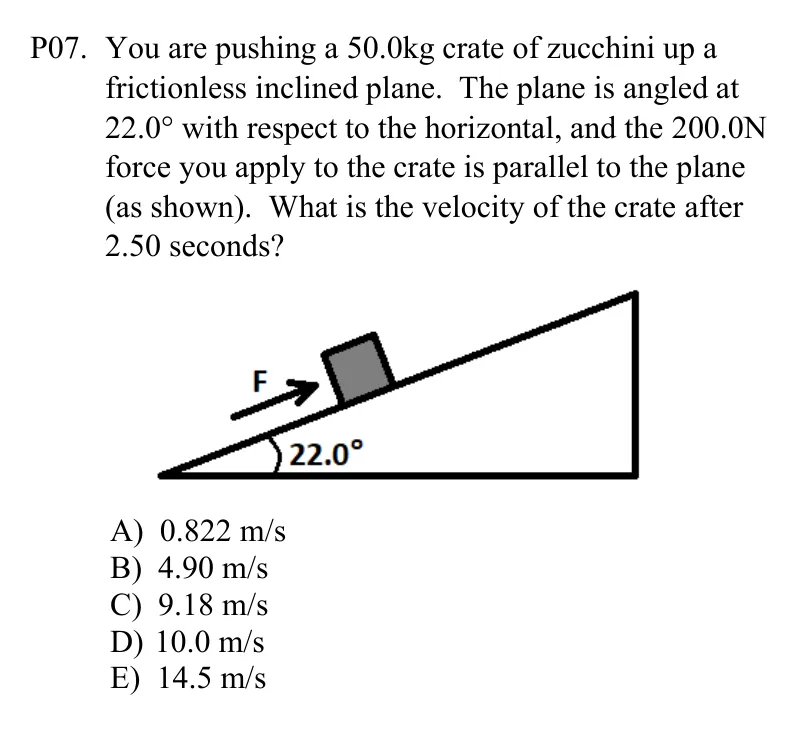 P07. You are pushing a 50.0kg crate of zucchini up a
frictionless inclined plane. The plane is angled at
22.0° with respect to the horizontal, and the 200.0N
force you apply to the crate is parallel to the plane
(as shown). What is the velocity of the crate after
2.50 seconds?
F
22.0°
A) 0.822 m/s
B) 4.90 m/s
C) 9.18 m/s
D) 10.0 m/s
E) 14.5 m/s